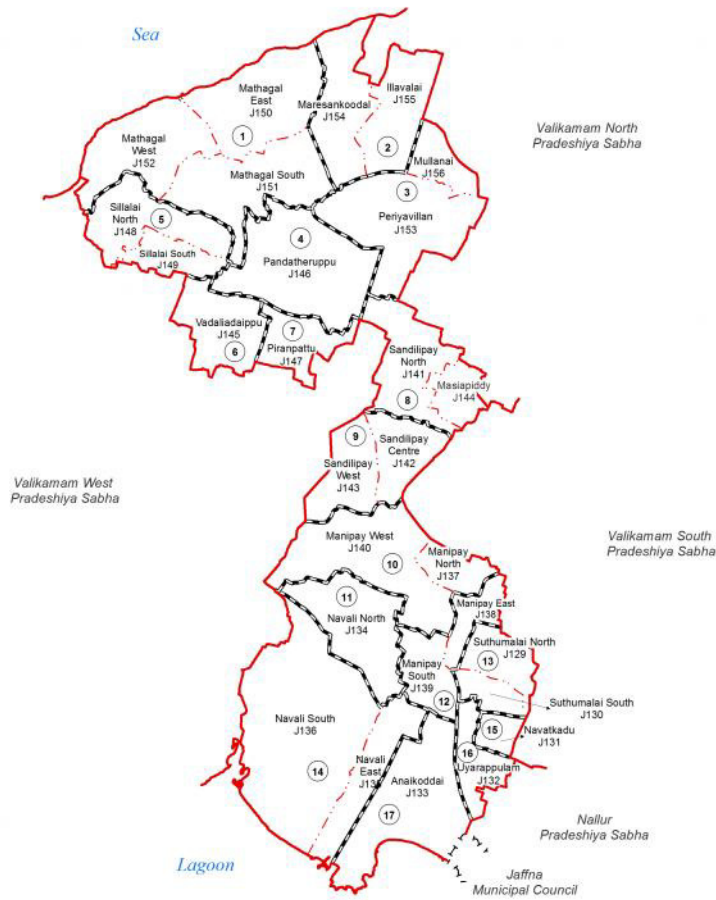 Sea
Illavalai
J155
Mathagal
East
J150
Maresankoodal
J154
Valikamam North
Pradeshiya Sabha
1
2
Mathagal
West
J152
Mullanai
J156
Mathagal South
J151
3
Sillalai
North
J148
5
Periyavillan
J153
4
Sillalai South
J149
Pandatheruppu
J146
Vadaliadaippu
J145
7
6
Piranpattu
J147
Sandilipay
North
J141
Masiapiddy
J144
8
9
Sandilipay
Centre
J142
Sandilipay
West
J143
Valikamam West
Pradeshiya Sabha
Valikamam South
Pradeshiya Sabha
Manipay West
J140
10
Manipay
North
J137
11
Manipay East
J138
Navali North
J134
Suthumalai North
J129
13
Manipay
South
J139
12
Suthumalai South
J130
Navali South
J136
15
Navatkadu
J131
16
Uyarappulam
J132
14
Navali
East
Anaikoddai
J133
17
Nallur
Pradeshiya Sabha
Lagoon
Jaffna
Municipal Council